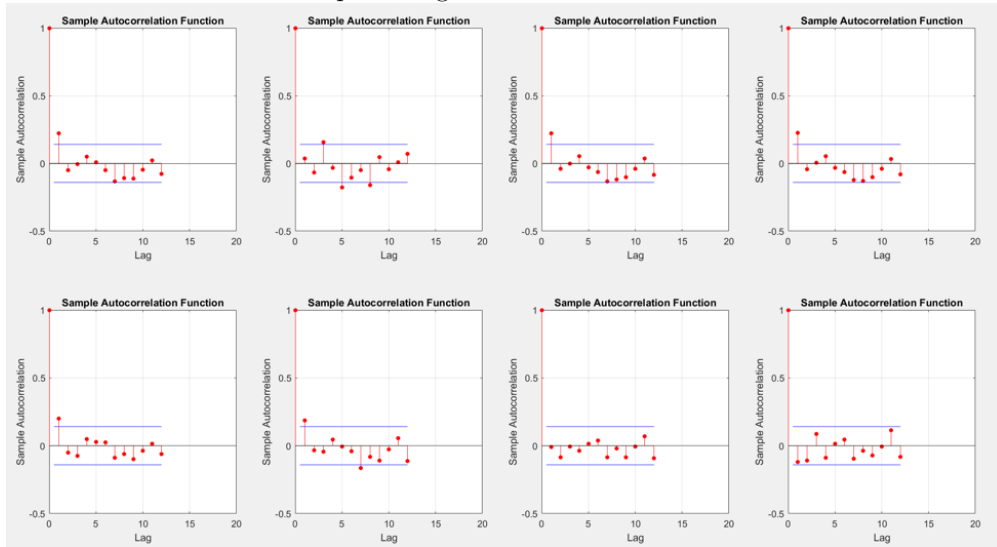 Sample Autocorrelation Function Sample Autocorrelation Function Sample Autocorrelation Function Sample Autocorrelation Function
1 1 1 1
0.5 0.5 0.5 0.5
0 0 0 0
-0.5 -0.5 -0.5 -0.5
Sample Autocorrelation Sample Autocorrelation Sample Autocorrelation Sample Autocorrelation
0 5 10 15 20 0 5 10 15 20 0 5 10 15 20 0 5 10 15 20
Lag Lag Lag Lag
Sample Autocorrelation Function Sample Autocorrelation Function Sample Autocorrelation Function Sample Autocorrelation Function
1 1 1 1
0.5 0.5 0.5 0.5
0 0 0 0
-0.5 -0.5 -0.5 -0.5
Sample Autocorrelation Sample Autocorrelation Sample Autocorrelation Sample Autocorrelation
0 5 10 15 20 0 5 10 15 20 0 5 10 15 20 0 5 10 15 20
Lag Lag Lag Lag